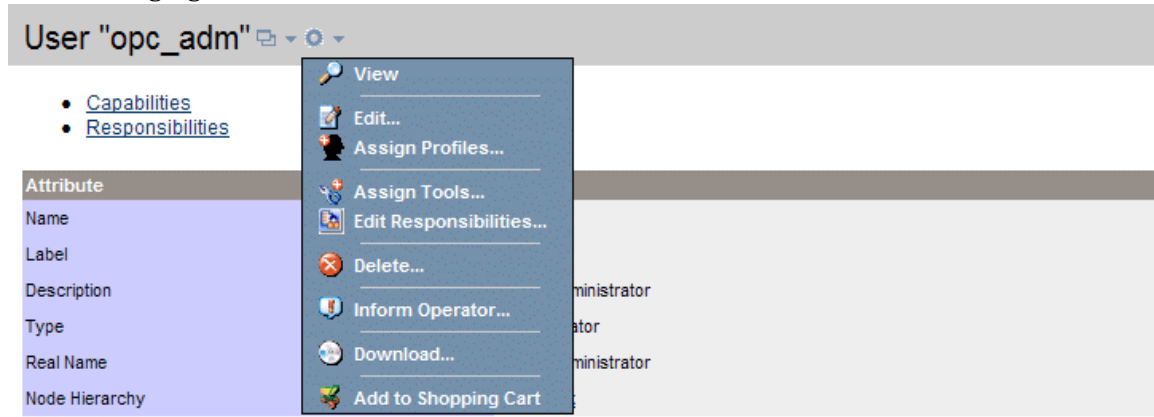 User "opc_adm"
View
Capabilities
Edit...
Responsibilities
Assign Profiles...
Attribute
Assign Tools...
Name
Edit Responsibilities...
Label
Delete...
Description
ministrator
Inform Operator...
Type
ator
Real Name
Download...
ministrator
Node Hierarchy
Add to Shopping Cart